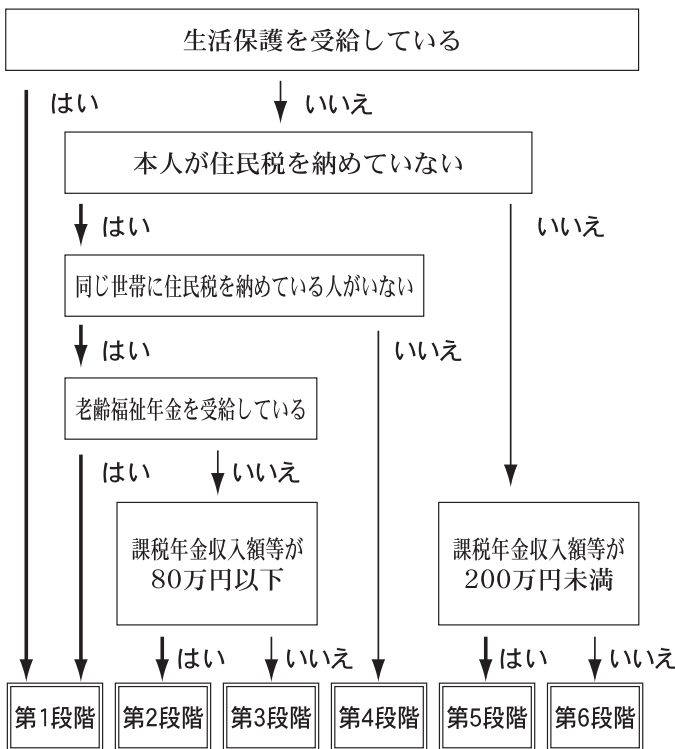 生活保護を受給している
はい
いいえ
本人が住民税を納めていない
はい
いいえ
同じ世帯に住民税を納めている人がいない
はい
いいえ
老齢福祉年金を受給している
はい
いいえ
課税年金収入額等が
80万円以下
課税年金収入額等が
200万円未満
はい
いいえ
はい
いいえ
第1段階
第2段階
第3段階
第4段階
第5段階
第6段階